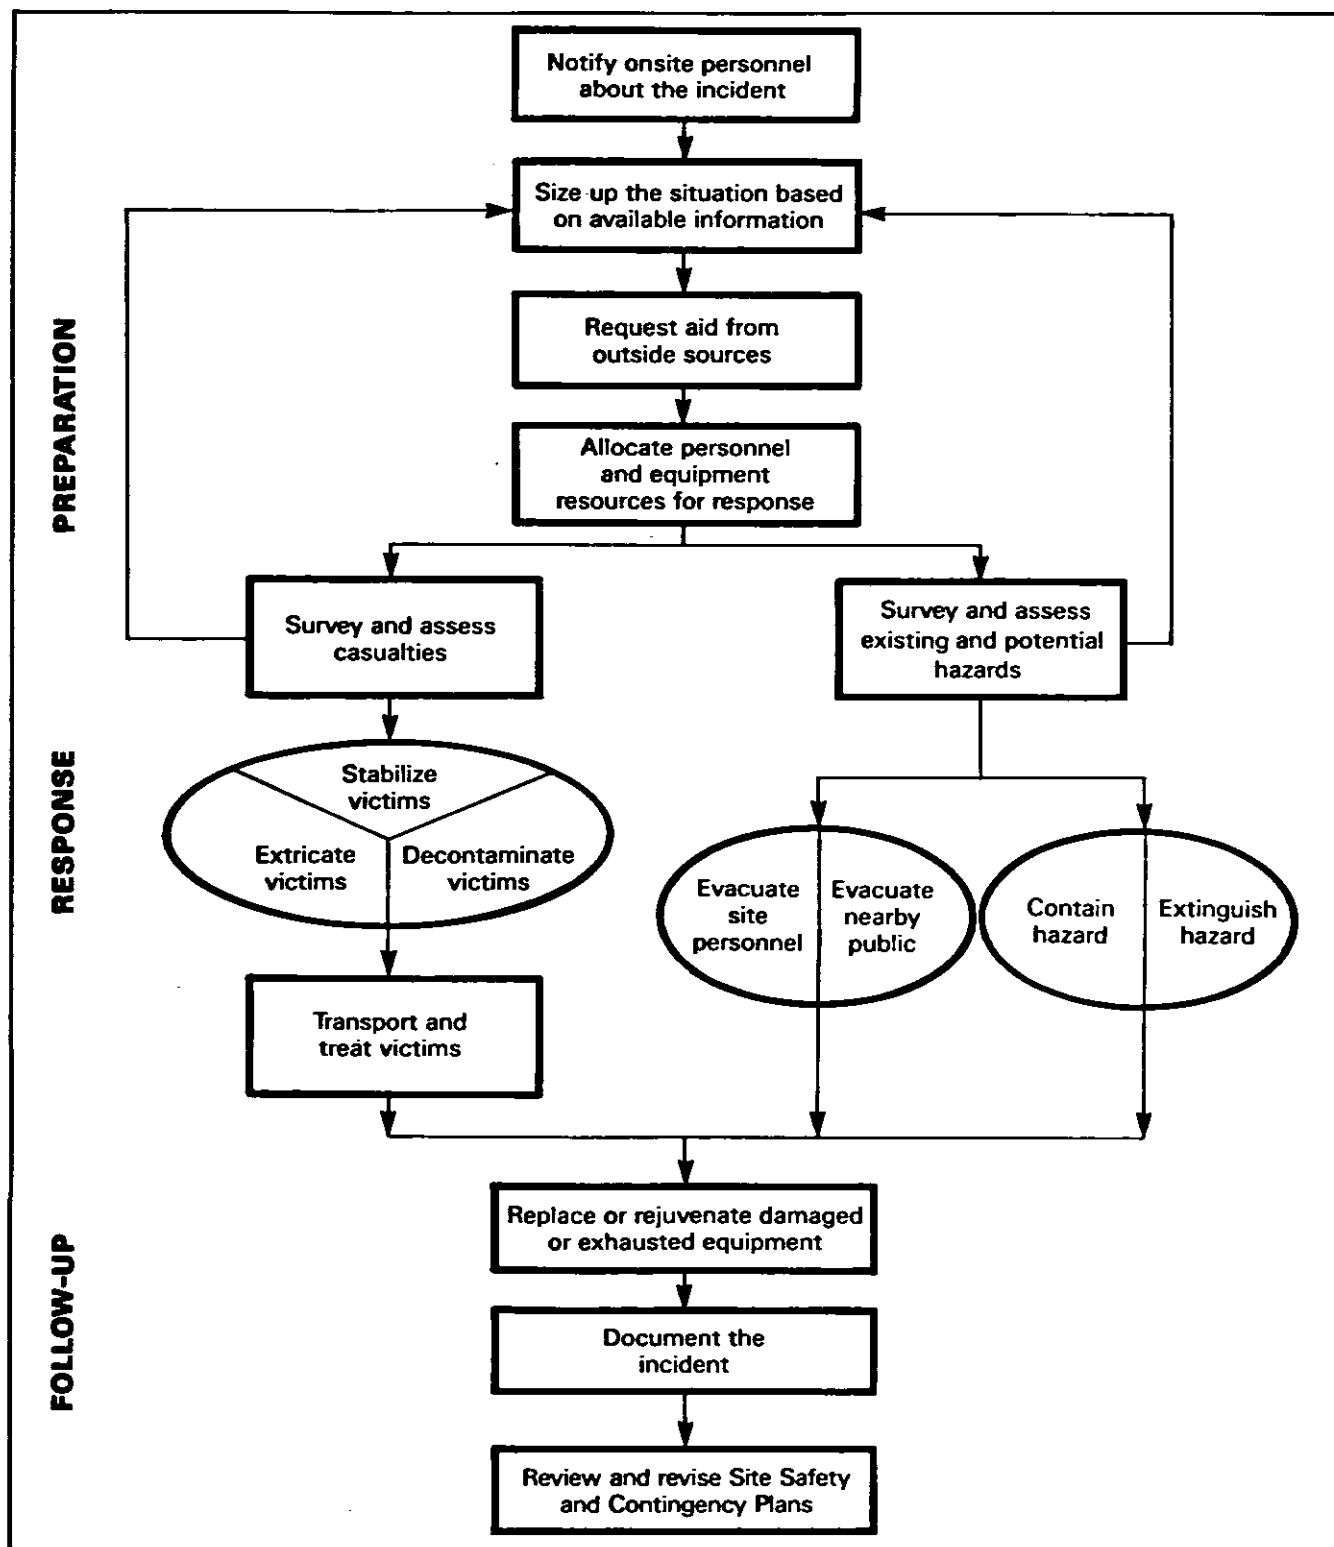 Notify onsite personnel
about the incident
Size up the situation based
on available information
Request aid from
outside sources
PREPARATION
Allocate personnel
and equipment
resources for response
Survey and assess
casualties
Survey and assess
existing and potential
hazards
RESPONSE
Stabilize
victims
Extricate
victims
Decontaminate
victims
Evacuate
site
personnel
Evacuate
nearby
public
Contain
hazard
Extinguish
hazard
Transport and
treat victims
FOLLOW-UP
Replace or rejuvenate damaged
or exhausted equipment
Document the
incident
Review and revise Site Safety
and Contingency Plans